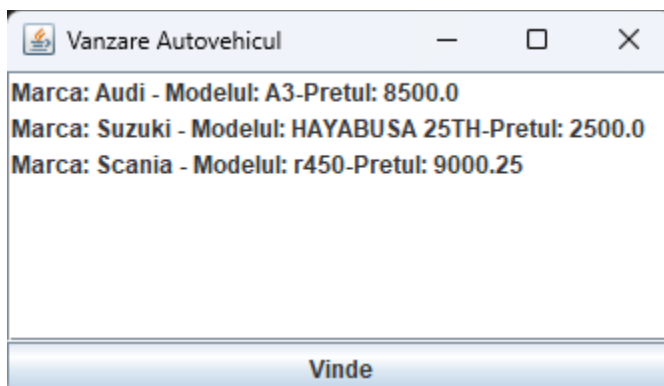 Vanzare Autovehicul
Marca: Audi - Modelul: A3-Pretul: 8500.0
Marca: Suzuki - Modelul: HAYABUSA 25TH-Pretul: 2500.0
Marca: Scania - Modelul: r450-Pretul: 9000.25
Vinde